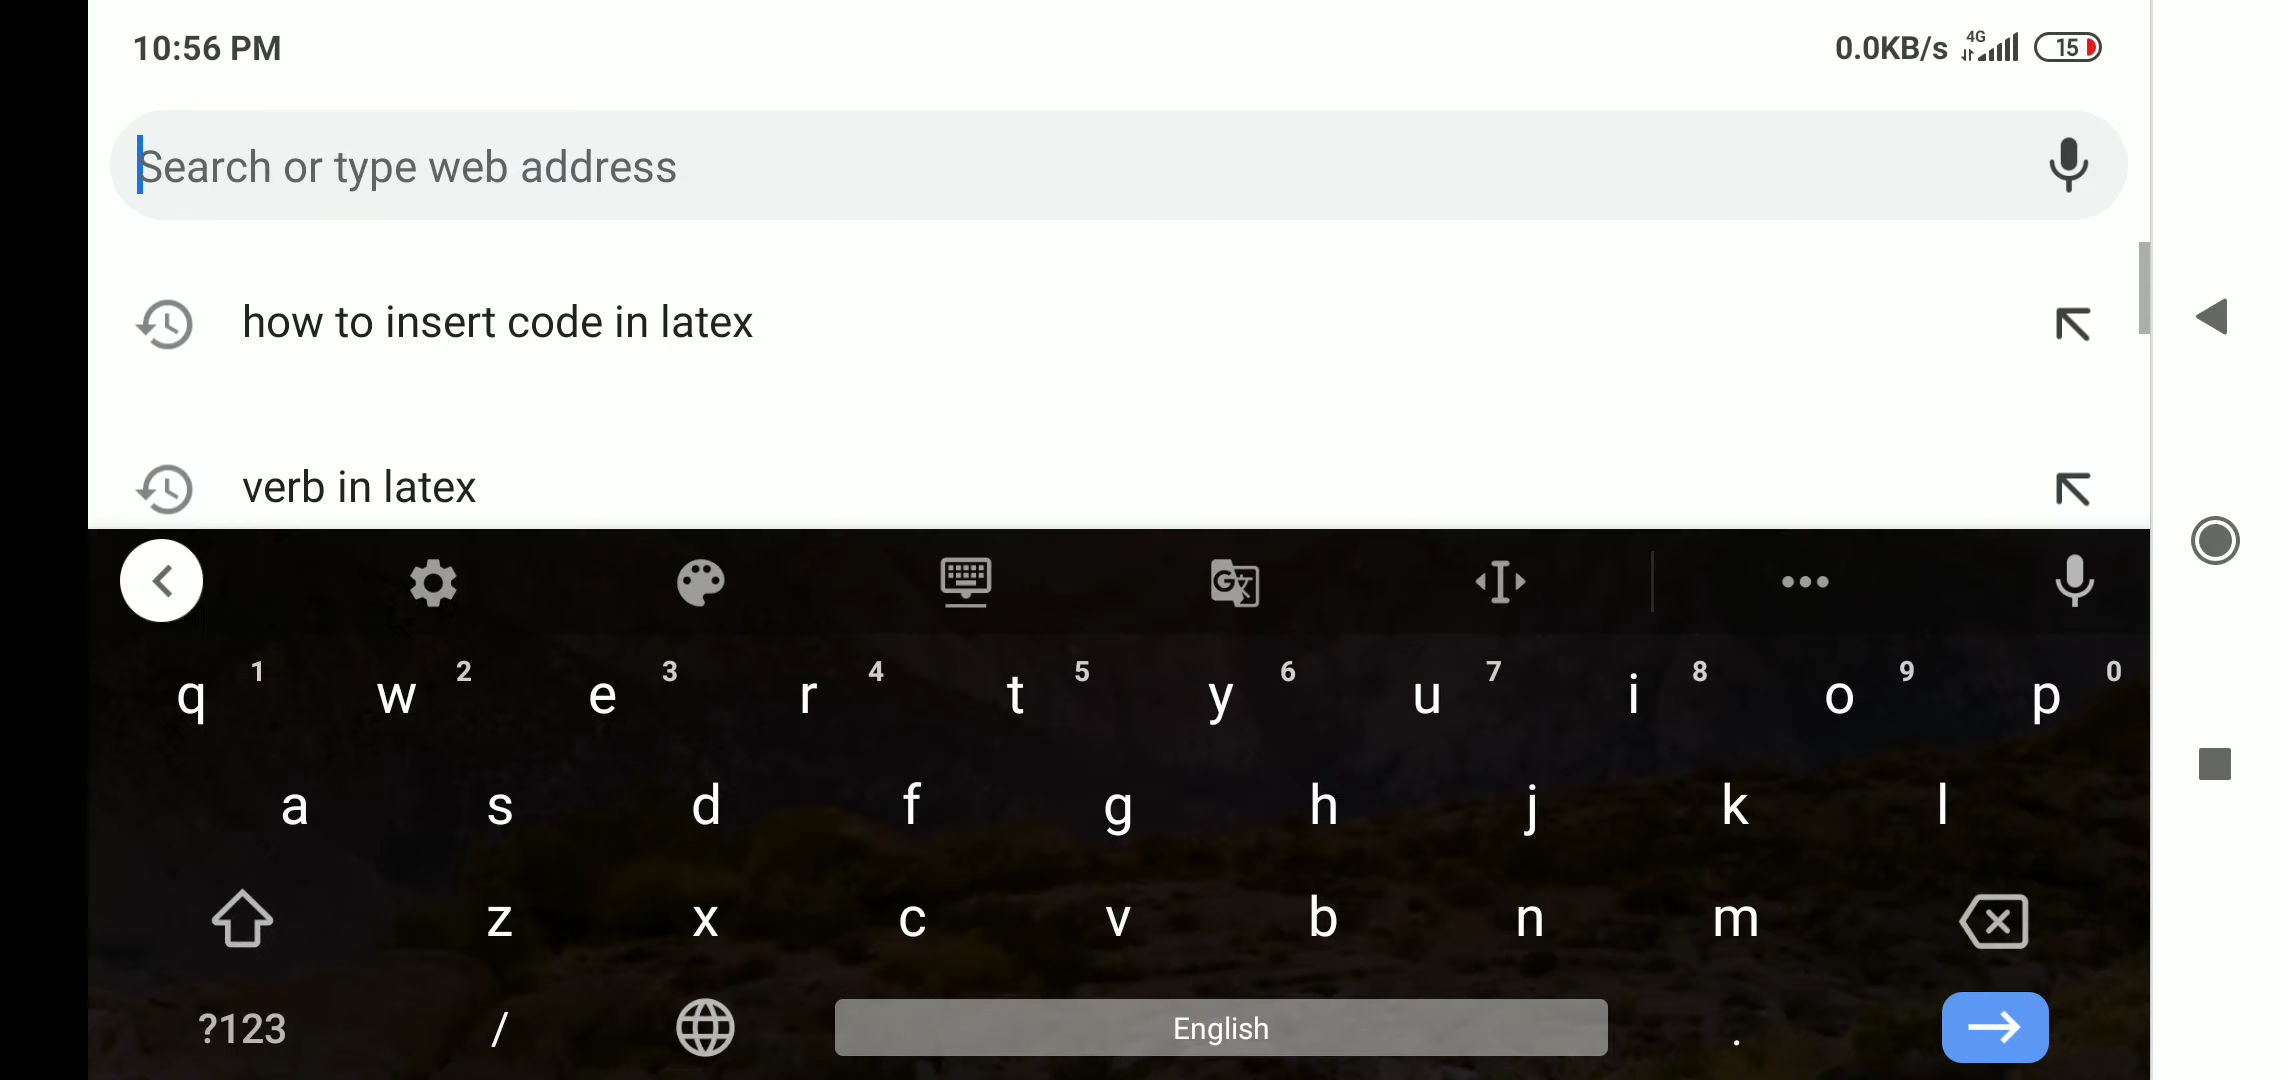 10:56 PM 0.0KB/s 4G 15
Search or type web address
how to insert code in latex
verb in latex
G
q 1 w 2 e 3 r 4 t 5 y 6 u 7 i 8 o 9 p 0
a s d f g h j k l
z x c v b n m
?123 / English .